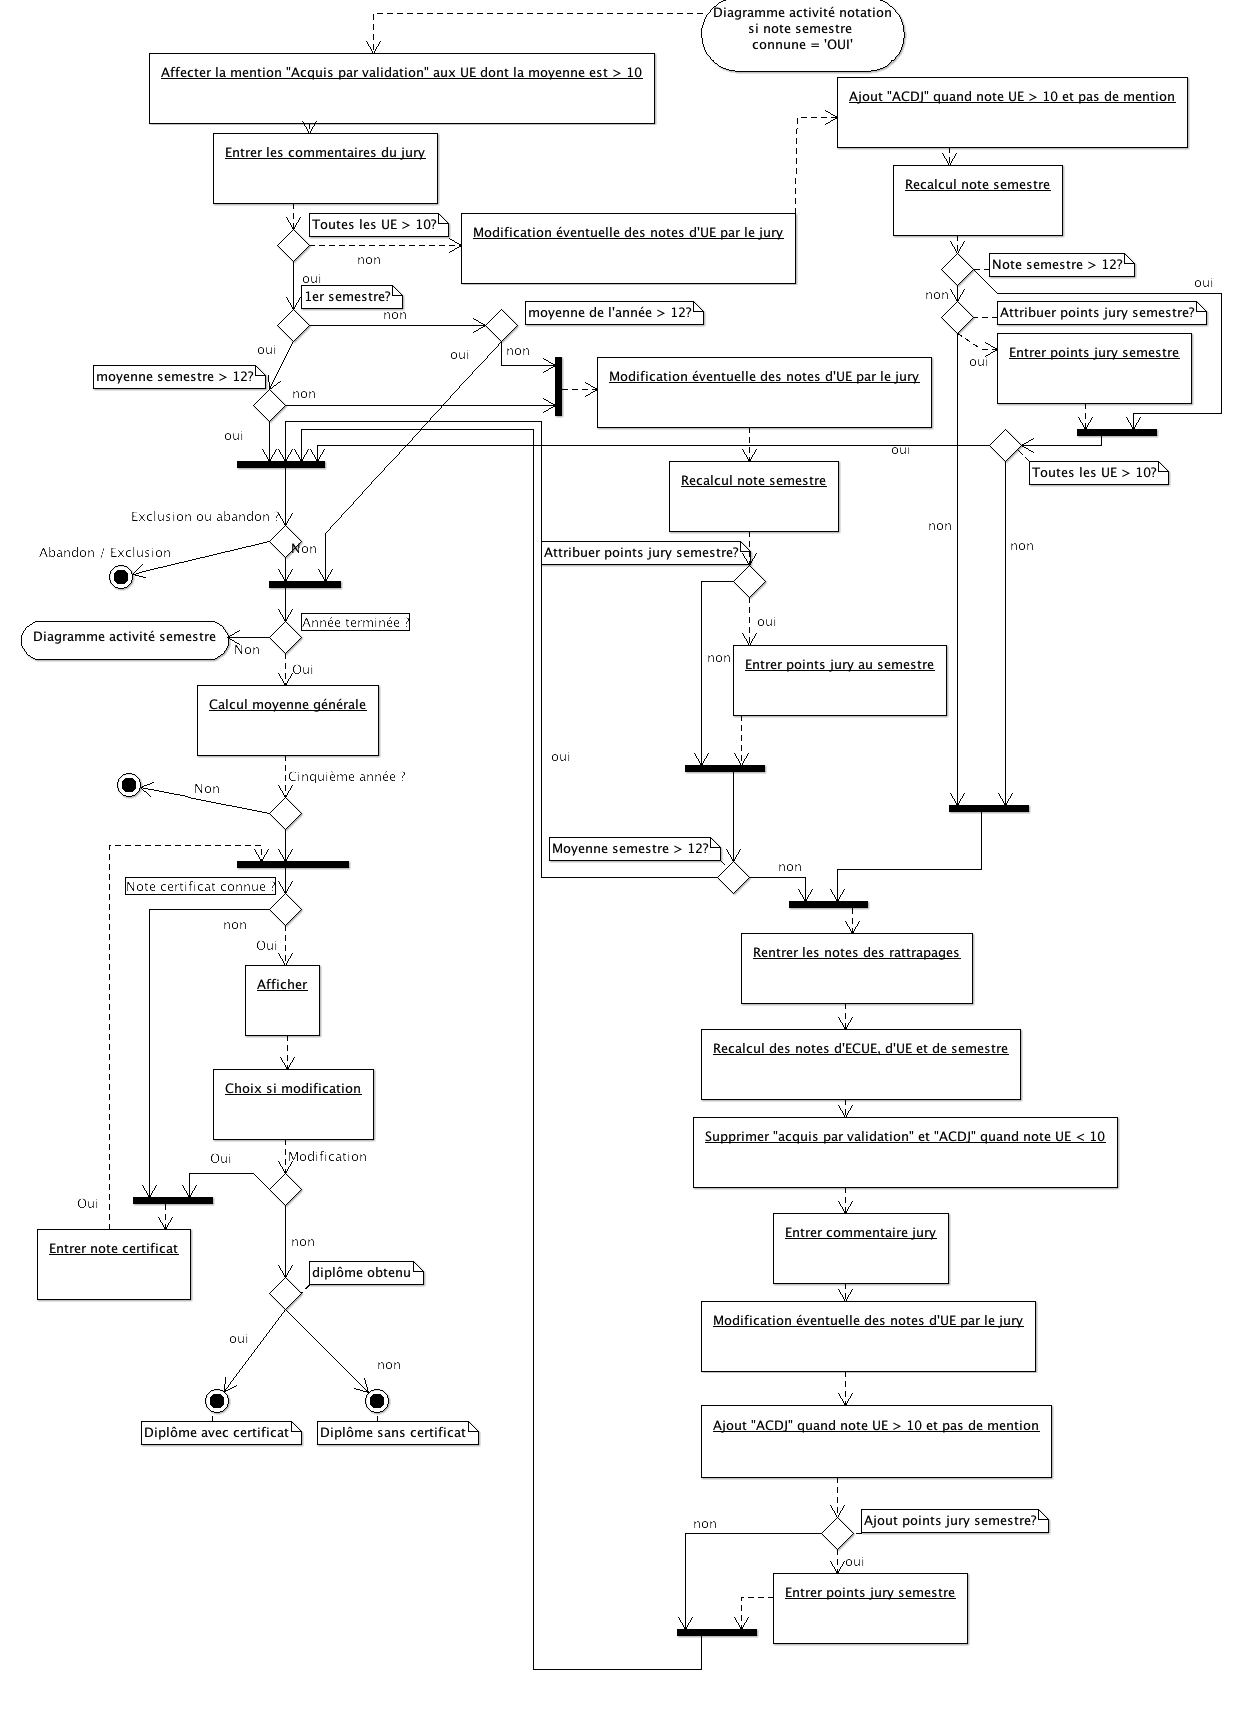 Diagramme activité notation
si note semestre
connune = 'OUI'
Affecter la mention "Acquis par validation" aux UE dont la moyenne est > 10
Ajout "ACDJ" quand note UE > 10 et pas de mention
Entrer les commentaires du jury
Recalcul note semestre
Toutes les UE > 10?
Modification éventuelle des notes d'UE par le jury
non
oui
Note semestre > 12?
oui
1er semestre?
non
non
moyenne de l'année > 12?
Attribuer points jury semestre?
oui
oui
non
Entrer points jury semestre
oui
moyenne semestre > 12?
non
Modification éventuelle des notes d'UE par le jury
oui
oui
Toutes les UE > 10?
Recalcul note semestre
Exclusion ou abandon ?
non
Non
non
Abandon / Exclusion
Attribuer points jury semestre?
Année terminée ?
oui
Diagramme activité semestre
Non
non
Entrer points jury au semestre
Oui
Calcul moyenne générale
oui
Cinquième année ?
Non
Moyenne semestre > 12?
non
Note certificat connue ?
non
Oui
Rentrer les notes des rattrapages
Afficher
Recalcul des notes d'ECUE, d'UE et de semestre
Choix si modification
Supprimer "acquis par validation" et "ACDJ" quand note UE < 10
Oui
Modification
Oui
Entrer note certificat
non
Entrer commentaire jury
diplôme obtenu
Modification éventuelle des notes d'UE par le jury
oui
non
Diplôme avec certificat
Diplôme sans certificat
Ajout "ACDJ" quand note UE > 10 et pas de mention
non
Ajout points jury semestre?
oui
Entrer points jury semestre